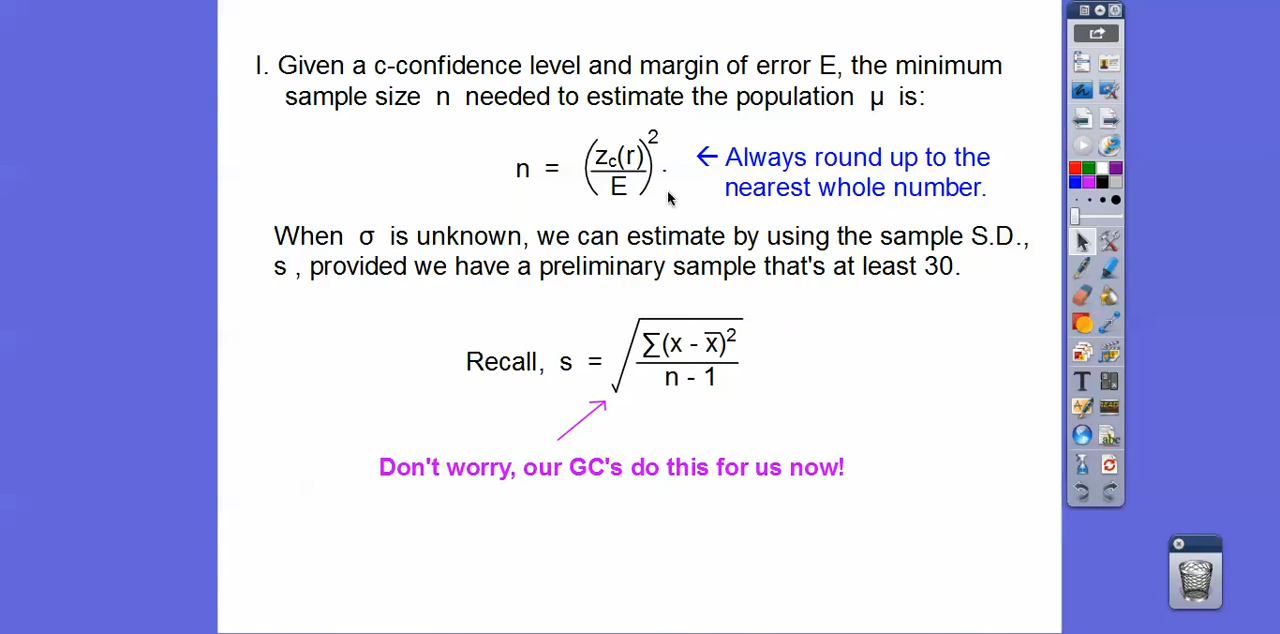 I. Given a c-confidence level and margin of error E, the minimum
sample size n needed to estimate the population μ is:
n = (zc(r)/E)² .
← Always round up to the
nearest whole number.
When σ is unknown, we can estimate by using the sample S.D.,
s , provided we have a preliminary sample that's at least 30.
Recall, s = √(∑(x - x̅)²/(n - 1))
Don't worry, our GC's do this for us now!